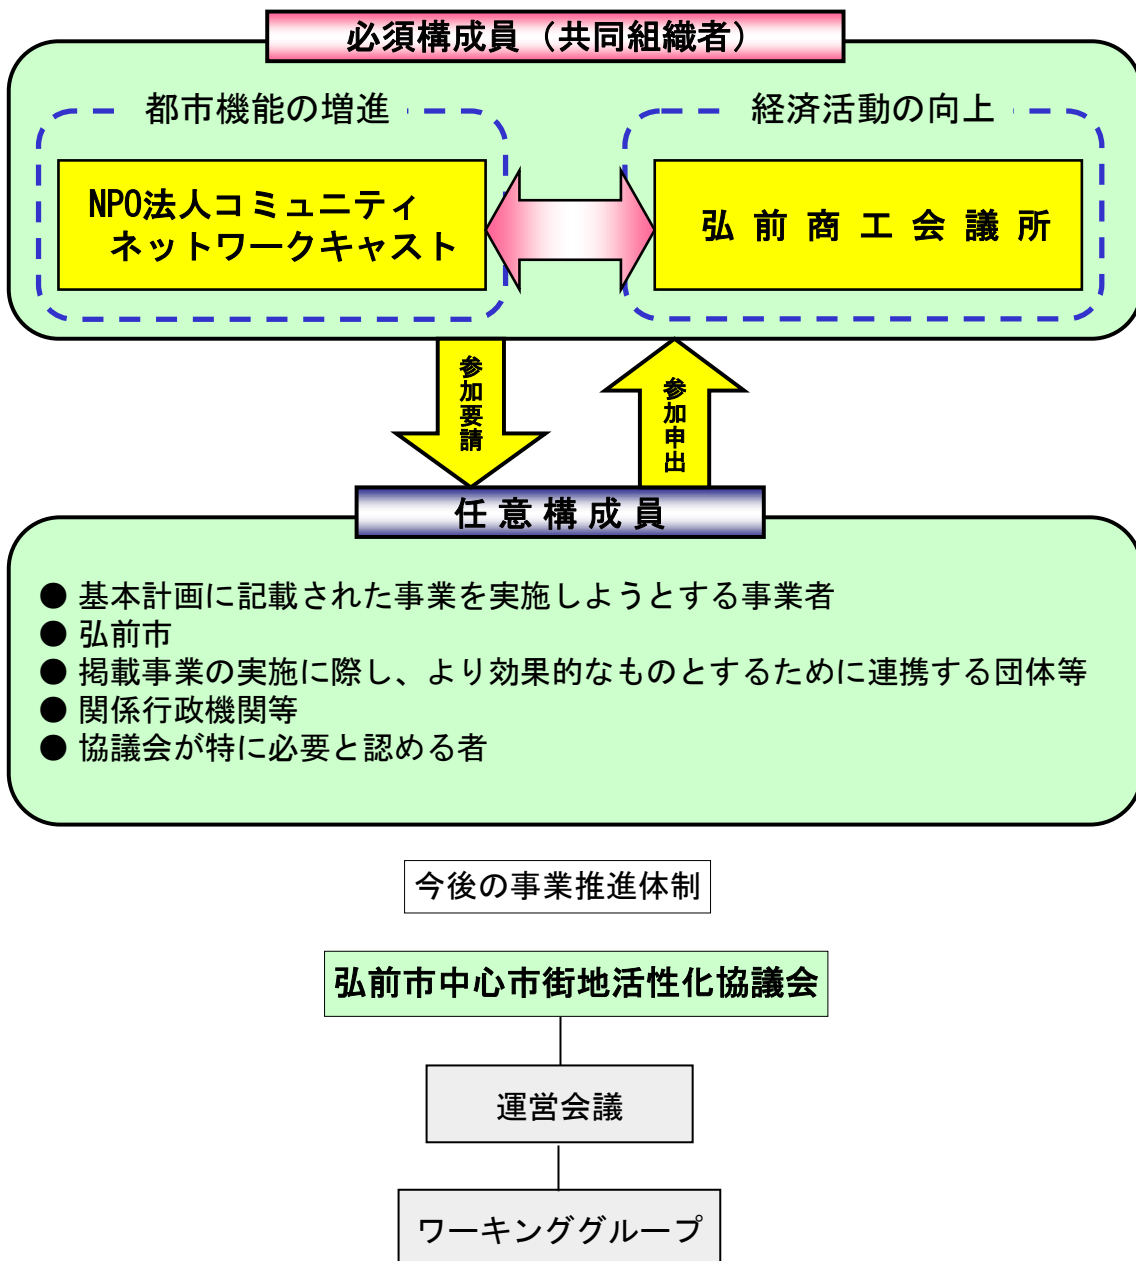 必須構成員（共同組織者）
都市機能の増進
経済活動の向上
NPO法人コミュニティ
ネットワークキャスト
弘前商工会議所
参加要請
参加申出
任意構成員
● 基本計画に記載された事業を実施しようとする事業者
● 弘前市
● 掲載事業の実施に際し、より効果的なものとするために連携する団体等
● 関係行政機関等
● 協議会が特に必要と認める者
今後の事業推進体制
弘前市中心市街地活性化協議会
運営会議
ワーキンググループ